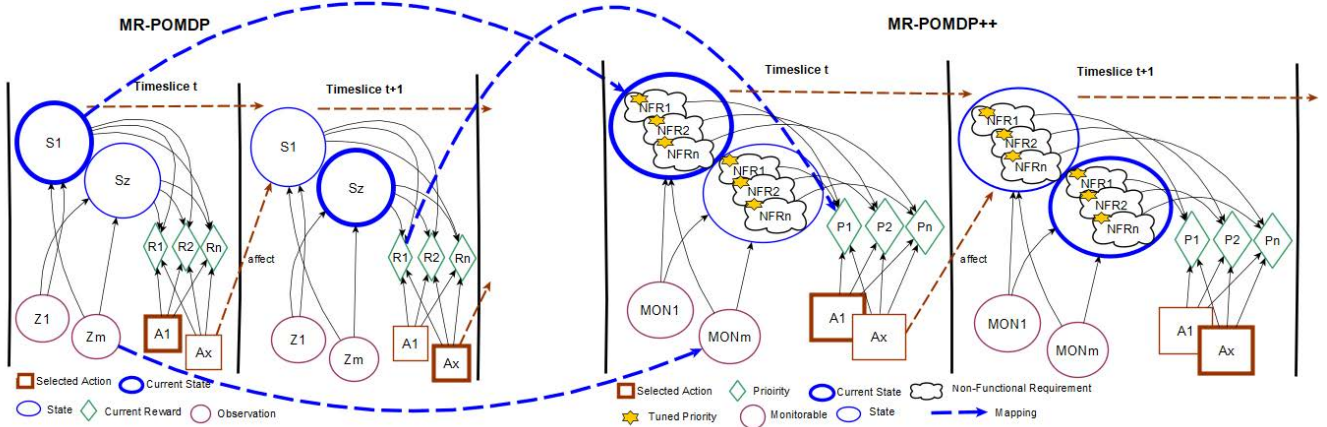 MR-POMDP
MR-POMDP++
Timeslice t
Timeslice t+1
Timeslice t
Timeslice t+1
S1
Sz
R1
R2
Rn
Z1
Zm
A1
Ax
affect
S1
Sz
R1
R2
Rn
Z1
Zm
A1
Ax
NFR1
NFR2
NFRn
NFR1
NFR2
NFRn
P1
P2
Pn
MON1
MONm
A1
Ax
affect
NFR1
NFR2
NFRn
NFR1
NFR2
NFRn
P1
P2
Pn
MON1
MONm
A1
Ax
Selected Action
Current State
State
Current Reward
Observation
Selected Action
Prioirity
Current State
Non-Functional Requirement
Tuned Priority
Monitorable
State
Mapping